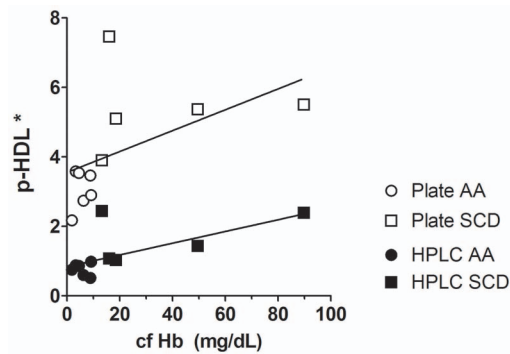 8
6
4
2
0
p-HDL *
0 20 40 60 80 100
cf Hb (mg/dL)
Plate AA
Plate SCD
HPLC AA
HPLC SCD